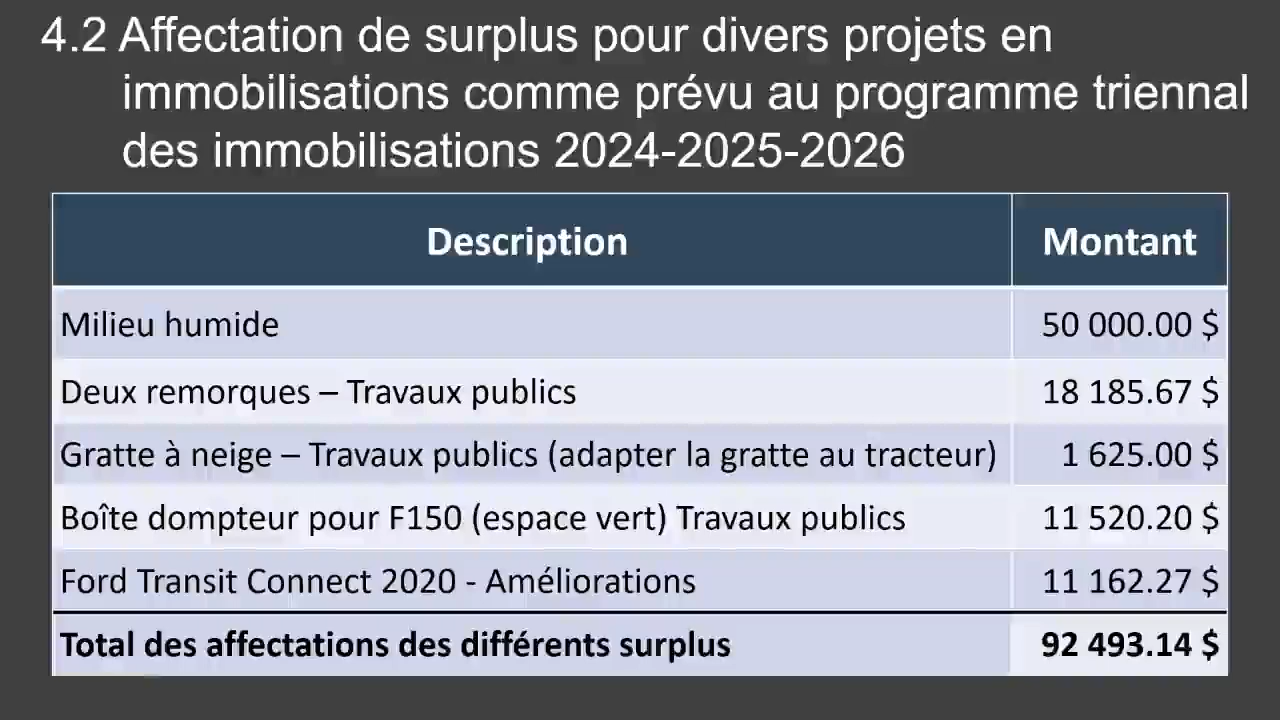 4.2 Affectation de surplus pour divers projets en
immobilisations comme prévu au programme triennal
des immobilisations 2024-2025-2026
Description Montant
Milieu humide 50 000.00 $
Deux remorques – Travaux publics 18 185.67 $
Gratte à neige – Travaux publics (adapter la gratte au tracteur) 1 625.00 $
Boîte dompteur pour F150 (espace vert) Travaux publics 11 520.20 $
Ford Transit Connect 2020 - Améliorations 11 162.27 $
Total des affectations des différents surplus 92 493.14 $